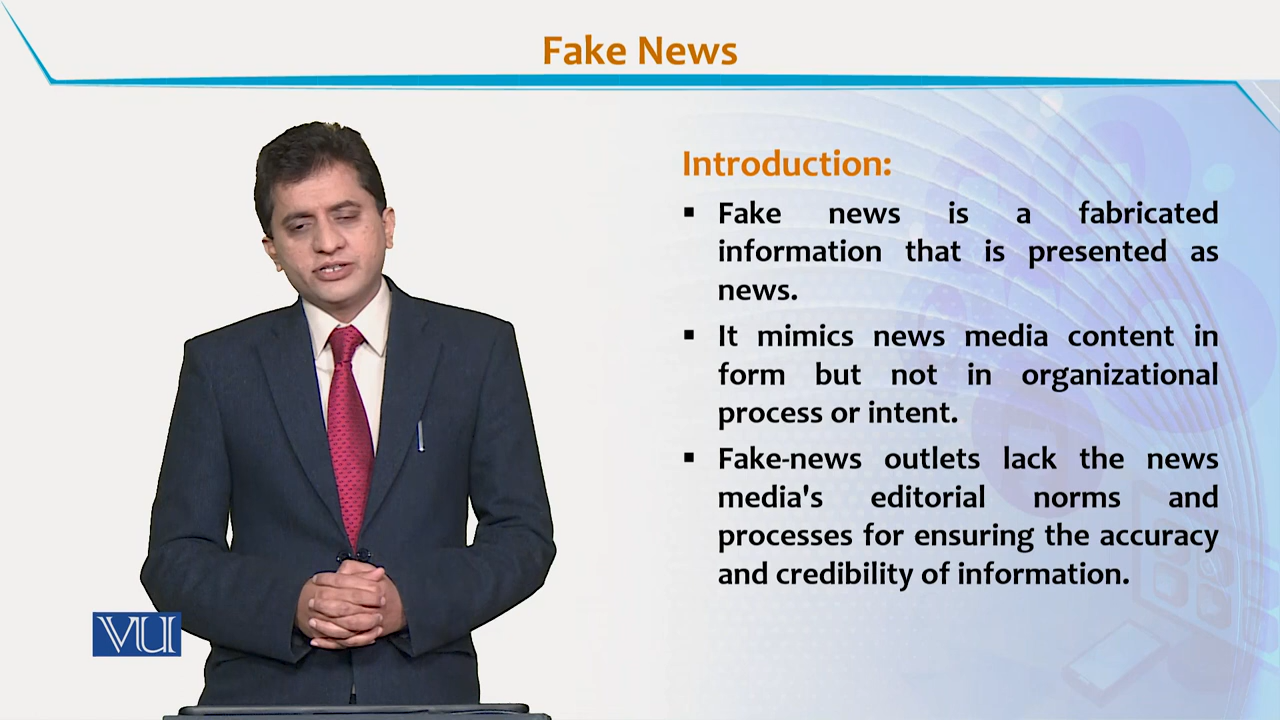 Fake News
Introduction:
▪ Fake news is a fabricated
information that is presented as
news.
▪ It mimics news media content in
form but not in organizational
process or intent.
▪ Fake-news outlets lack the news
media's editorial norms and
processes for ensuring the accuracy
and credibility of information.
VU